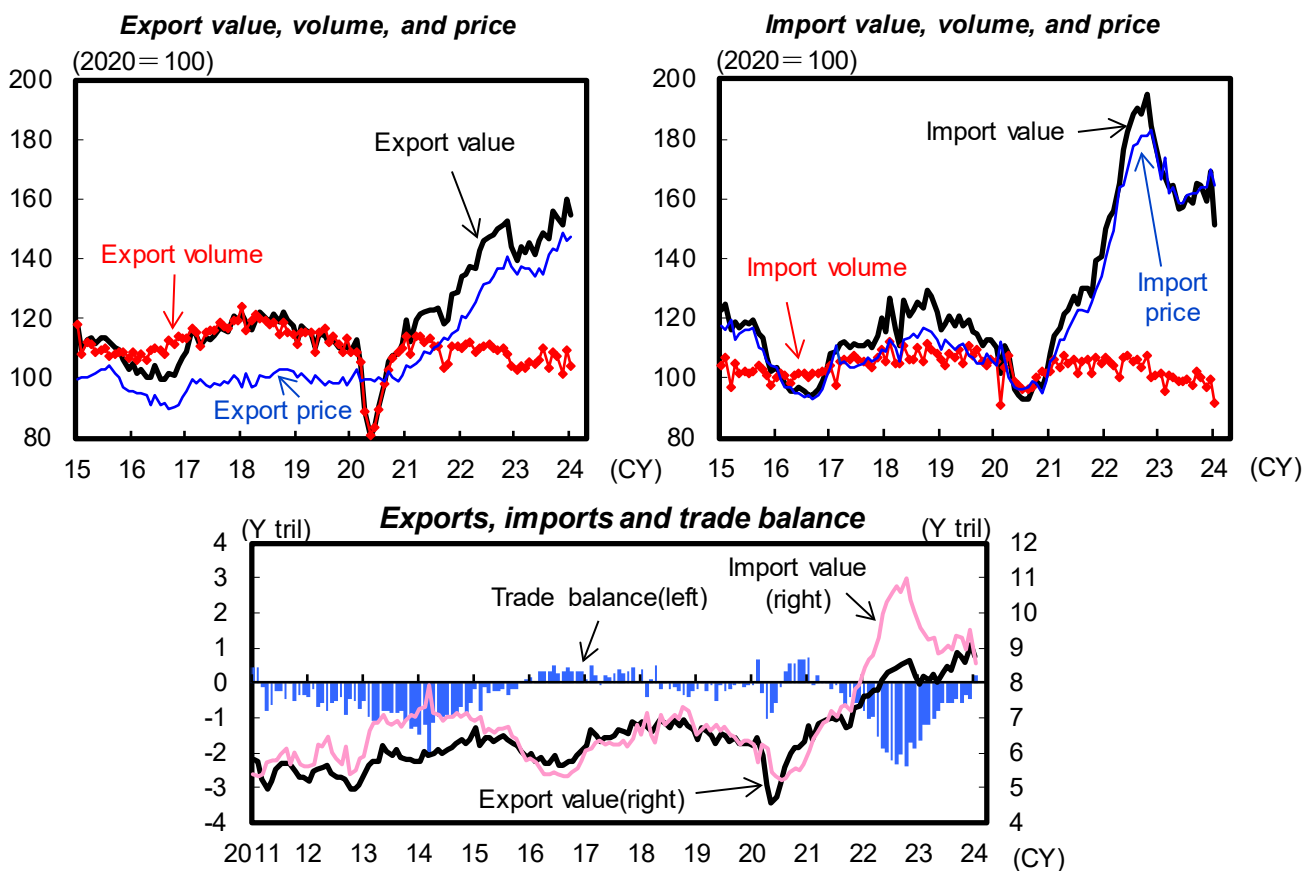 Export value, volume, and price
(2020＝100)
200
180
160
140
120
100
80
Export value
Export volume
Export price
15 16 17 18 19 20 21 22 23 24 (CY)
Import value, volume, and price
(2020＝100)
200
180
160
140
120
100
80
Import value
Import volume
Import
price
15 16 17 18 19 20 21 22 23 24 (CY)
Exports, imports and trade balance
(Y tril)
(Y tril)
4
3
2
1
0
-1
-2
-3
-4
12
11
10
9
8
7
6
5
4
Trade balance(left)
Import value
(right)
Export value(right)
2011 12 13 14 15 16 17 18 19 20 21 22 23 24 (CY)